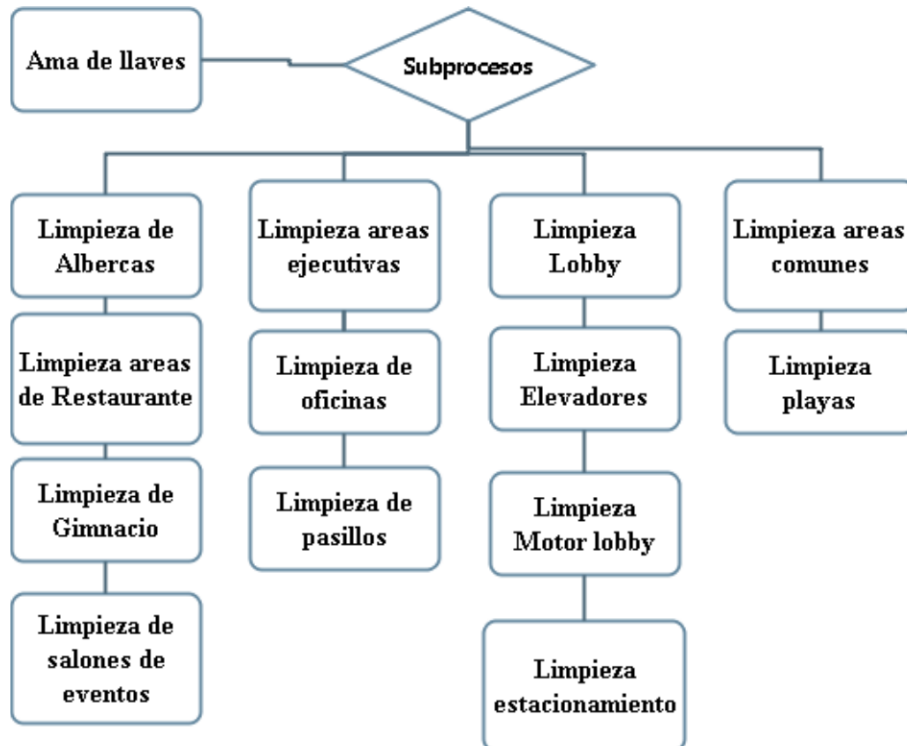 Ama de llaves
Subprocesos
Limpieza de
Albercas
Limpieza areas
de Restaurante
Limpieza de
Gimnacio
Limpieza de
salones de
eventos
Limpieza areas
ejecutivas
Limpieza de
oficinas
Limpieza de
pasillos
Limpieza
Lobby
Limpieza
Elevadores
Limpieza
Motor lobby
Limpieza
estacionamiento
Limpieza areas
comunes
Limpieza
playas